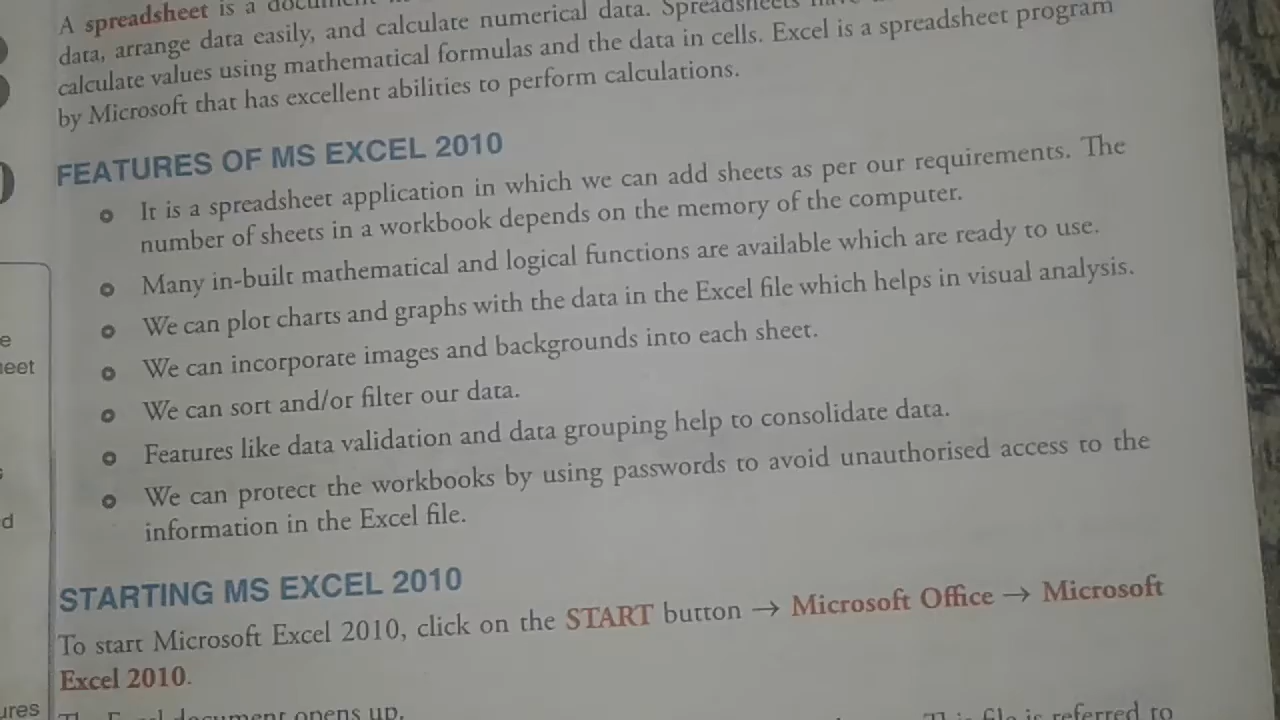 A spreadsheet is a
data, arrange data easily, and calculate numerical data. Spreadsheets
calculate values using mathematical formulas and the data in cells. Excel is a spreadsheet program
by Microsoft that has excellent abilities to perform calculations.
FEATURES OF MS EXCEL 2010
It is a spreadsheet application in which we can add sheets as per our requirements. The
number of sheets in a workbook depends on the memory of the computer.
Many in-built mathematical and logical functions are available which are ready to use.
We can plot charts and graphs with the data in the Excel file which helps in visual analysis.
We can incorporate images and backgrounds into each sheet.
We can sort and/or filter our data.
Features like data validation and data grouping help to consolidate data.
We can protect the workbooks by using passwords to avoid unauthorised access to the
information in the Excel file.
STARTING MS EXCEL 2010
To start Microsoft Excel 2010, click on the START button → Microsoft Office → Microsoft
Excel 2010.
document opens up. file is referred to